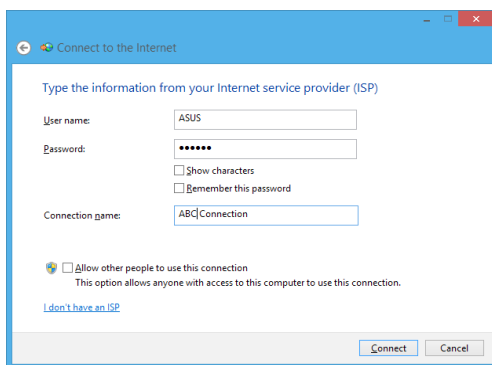 Connect to the Internet
Type the information from your Internet service provider (ISP)
User name:
ASUS
Password:
••••••
Show characters
Remember this password
Connection name:
ABC Connection
Allow other people to use this connection
This option allows anyone with access to this computer to use this connection.
I don't have an ISP
Connect
Cancel